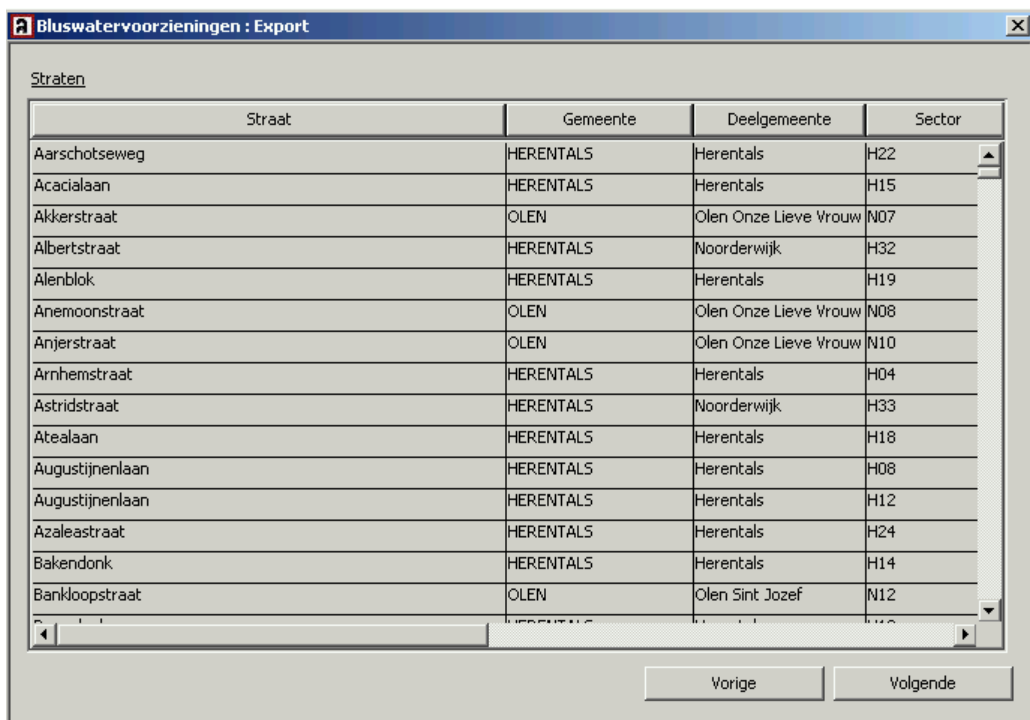 Bluswatervoorzieningen : Export
Straten
Straat Gemeente Deelgemeente Sector
Aarschotseweg HERENTALS Herentals H22
Acacialaan HERENTALS Herentals H15
Akkerstraat OLEN Olen Onze Lieve Vrouw N07
Albertstraat HERENTALS Noorderwijk H32
Alenblok HERENTALS Herentals H19
Anemoonstraat OLEN Olen Onze Lieve Vrouw N08
Anjerstraat OLEN Olen Onze Lieve Vrouw N10
Arnhemstraat HERENTALS Herentals H04
Astridstraat HERENTALS Noorderwijk H33
Atealaan HERENTALS Herentals H18
Augustijnenlaan HERENTALS Herentals H08
Augustijnenlaan HERENTALS Herentals H12
Azaleastraat HERENTALS Herentals H24
Bakendonk HERENTALS Herentals H14
Bankloopstraat OLEN Olen Sint Jozef N12
Vorige Volgende